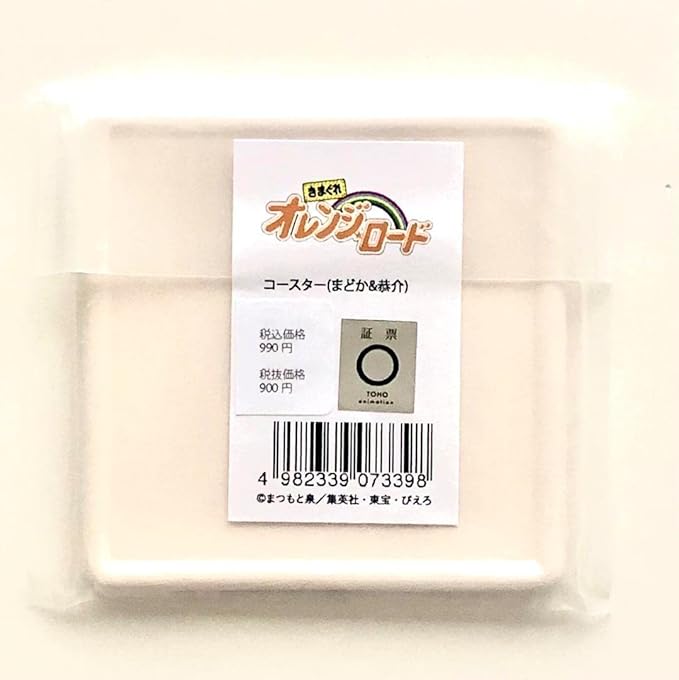 きまぐれ
オレンジ★ロード
コースター(まどか&恭介)
税込価格
990 円
税抜価格
900 円
証 票
TOHO
animation
4 982339 073398
©まつもと泉／集英社・東宝・ぴえろ